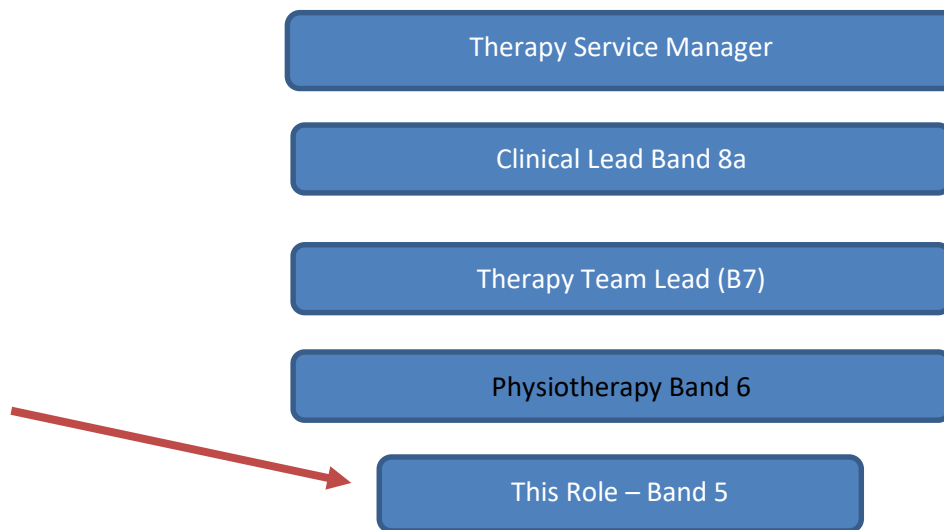 Therapy Service Manager
Clinical Lead Band 8a
Therapy Team Lead (B7)
Physiotherapy Band 6
This Role – Band 5